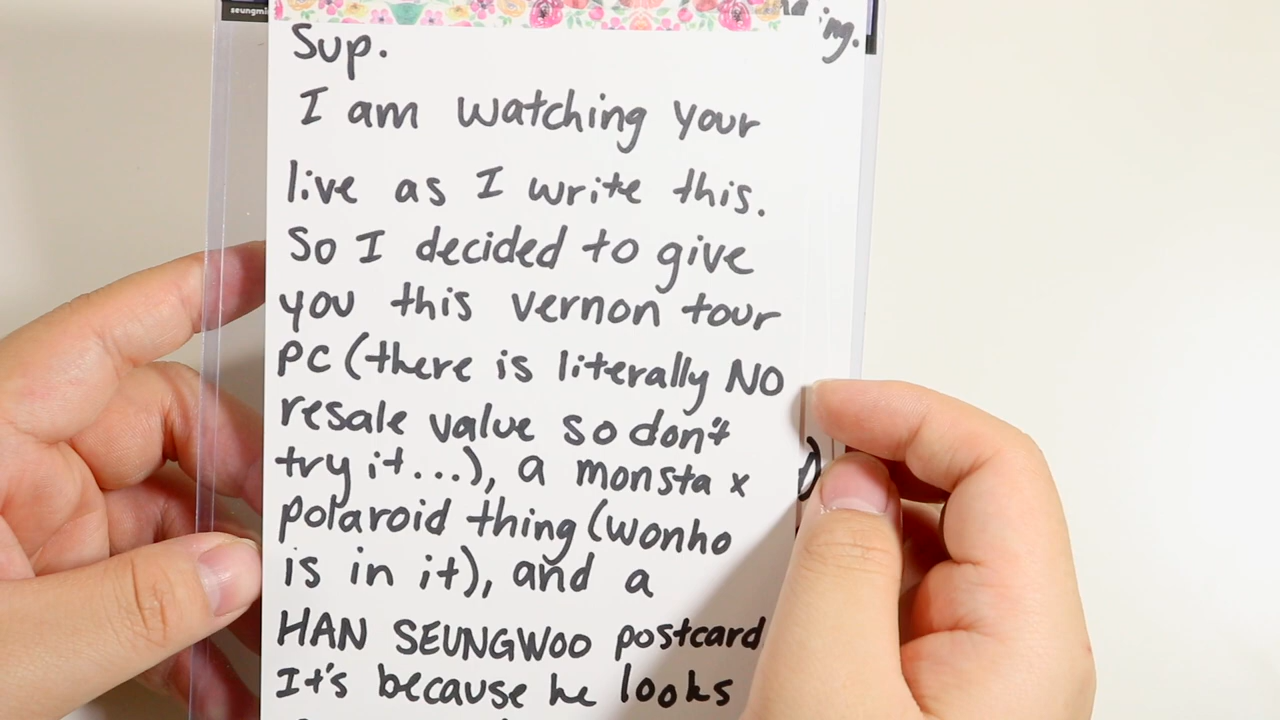 seungmi
ing.
Sup.
I am watching your
live as I write this.
So I decided to give
you this vernon tour
PC (there is literally NO
resale value so don't
try it...), a monsta x
polaroid thing (wonho
is in it), and a
HAN SEUNGWOO postcard
It's because he looks